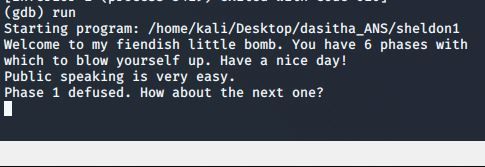 (gdb) run
Starting program: /home/kali/Desktop/dasitha_ANS/sheldon1
Welcome to my fiendish little bomb. You have 6 phases with
which to blow yourself up. Have a nice day!
Public speaking is very easy.
Phase 1 defused. How about the next one?